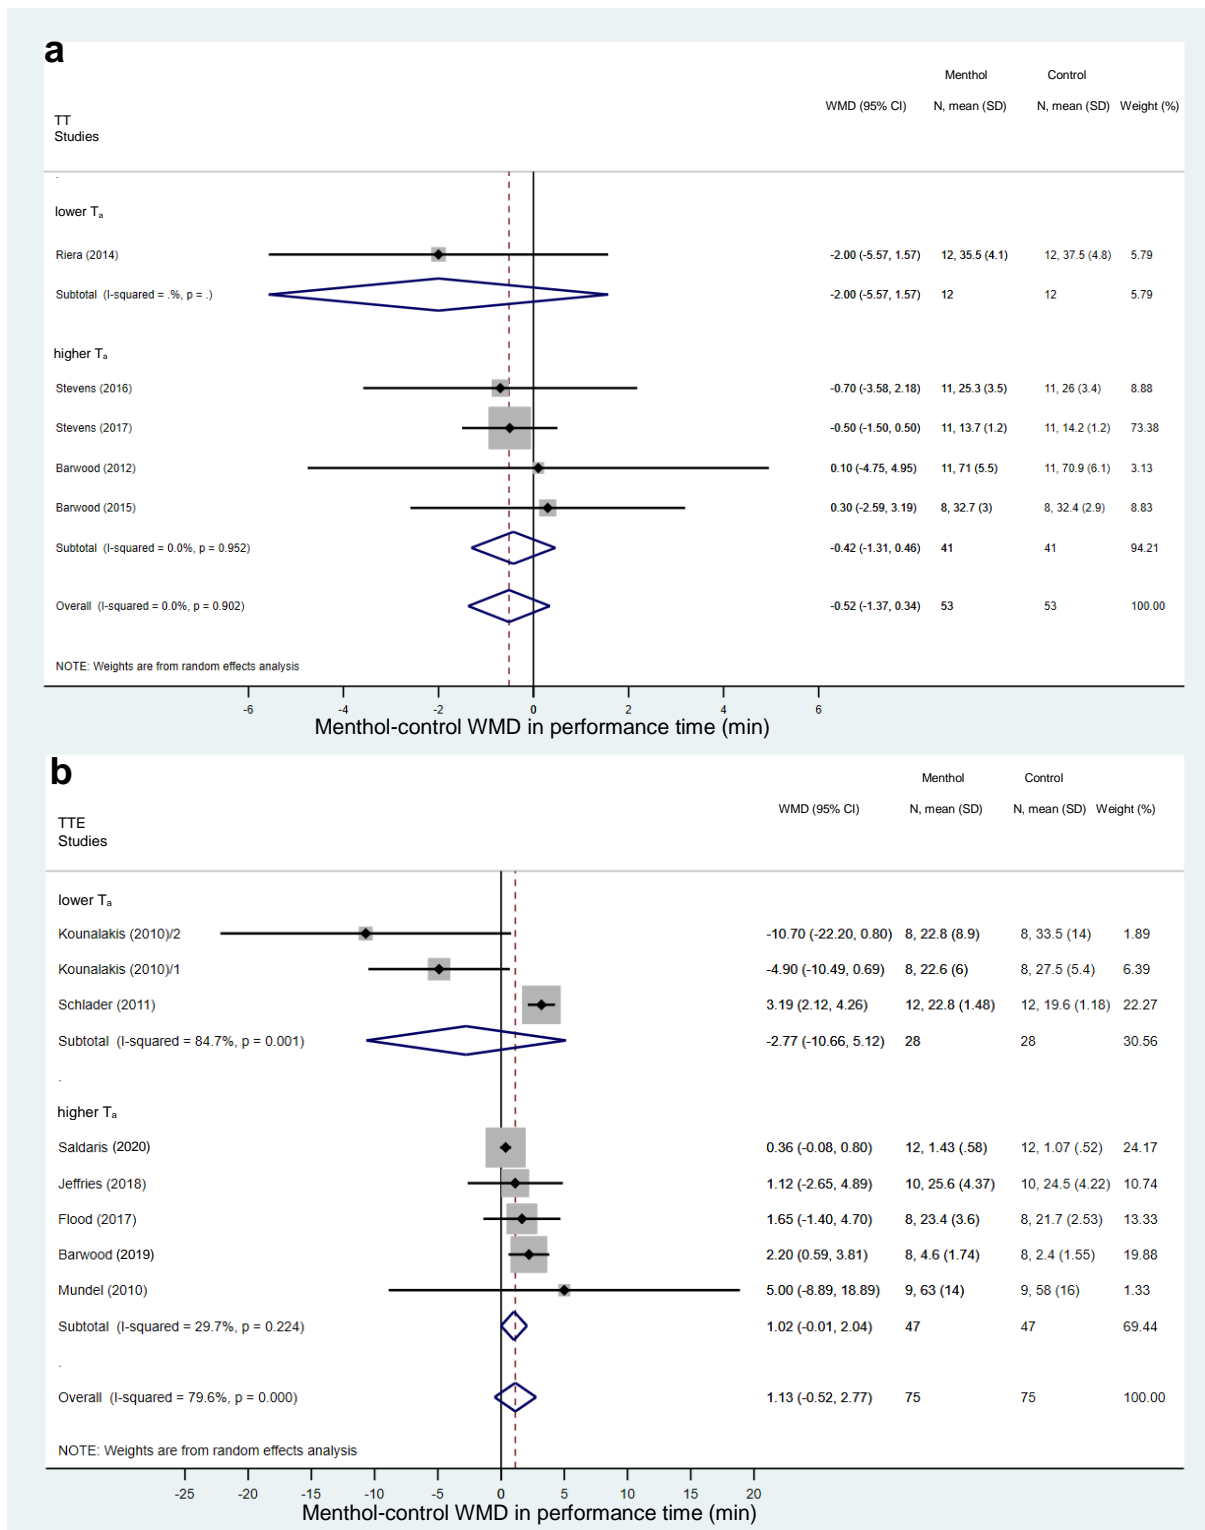 a
Menthol Control
WMD (95% CI) N, mean (SD) N, mean (SD) Weight (%)
TT
Studies
.
lower Ta
Riera (2014) -2.00 (-5.57, 1.57) 12, 35.5 (4.1) 12, 37.5 (4.8) 5.79
Subtotal (I-squared = .%, p = .) -2.00 (-5.57, 1.57) 12 12 5.79
higher Ta
Stevens (2016) -0.70 (-3.58, 2.18) 11, 25.3 (3.5) 11, 26 (3.4) 8.88
Stevens (2017) -0.50 (-1.50, 0.50) 11, 13.7 (1.2) 11, 14.2 (1.2) 73.38
Barwood (2012) 0.10 (-4.75, 4.95) 11, 71 (5.5) 11, 70.9 (6.1) 3.13
Barwood (2015) 0.30 (-2.59, 3.19) 8, 32.7 (3) 8, 32.4 (2.9) 8.83
Subtotal (I-squared = 0.0%, p = 0.952) -0.42 (-1.31, 0.46) 41 41 94.21
Overall (I-squared = 0.0%, p = 0.902) -0.52 (-1.37, 0.34) 53 53 100.00
NOTE: Weights are from random effects analysis
-6 -4 -2 0 2 4 6
Menthol-control WMD in performance time (min)
b
Menthol Control
WMD (95% CI) N, mean (SD) N, mean (SD) Weight (%)
TTE
Studies
lower Ta
Kounalakis (2010)/2 -10.70 (-22.20, 0.80) 8, 22.8 (8.9) 8, 33.5 (14) 1.89
Kounalakis (2010)/1 -4.90 (-10.49, 0.69) 8, 22.6 (6) 8, 27.5 (5.4) 6.39
Schlader (2011) 3.19 (2.12, 4.26) 12, 22.8 (1.48) 12, 19.6 (1.18) 22.27
Subtotal (I-squared = 84.7%, p = 0.001) -2.77 (-10.66, 5.12) 28 28 30.56
.
higher Ta
Saldaris (2020) 0.36 (-0.08, 0.80) 12, 1.43 (.58) 12, 1.07 (.52) 24.17
Jeffries (2018) 1.12 (-2.65, 4.89) 10, 25.6 (4.37) 10, 24.5 (4.22) 10.74
Flood (2017) 1.65 (-1.40, 4.70) 8, 23.4 (3.6) 8, 21.7 (2.53) 13.33
Barwood (2019) 2.20 (0.59, 3.81) 8, 4.6 (1.74) 8, 2.4 (1.55) 19.88
Mundel (2010) 5.00 (-8.89, 18.89) 9, 63 (14) 9, 58 (16) 1.33
Subtotal (I-squared = 29.7%, p = 0.224) 1.02 (-0.01, 2.04) 47 47 69.44
.
Overall (I-squared = 79.6%, p = 0.000) 1.13 (-0.52, 2.77) 75 75 100.00
NOTE: Weights are from random effects analysis
-25 -20 -15 -10 -5 0 5 10 15 20
Menthol-control WMD in performance time (min)